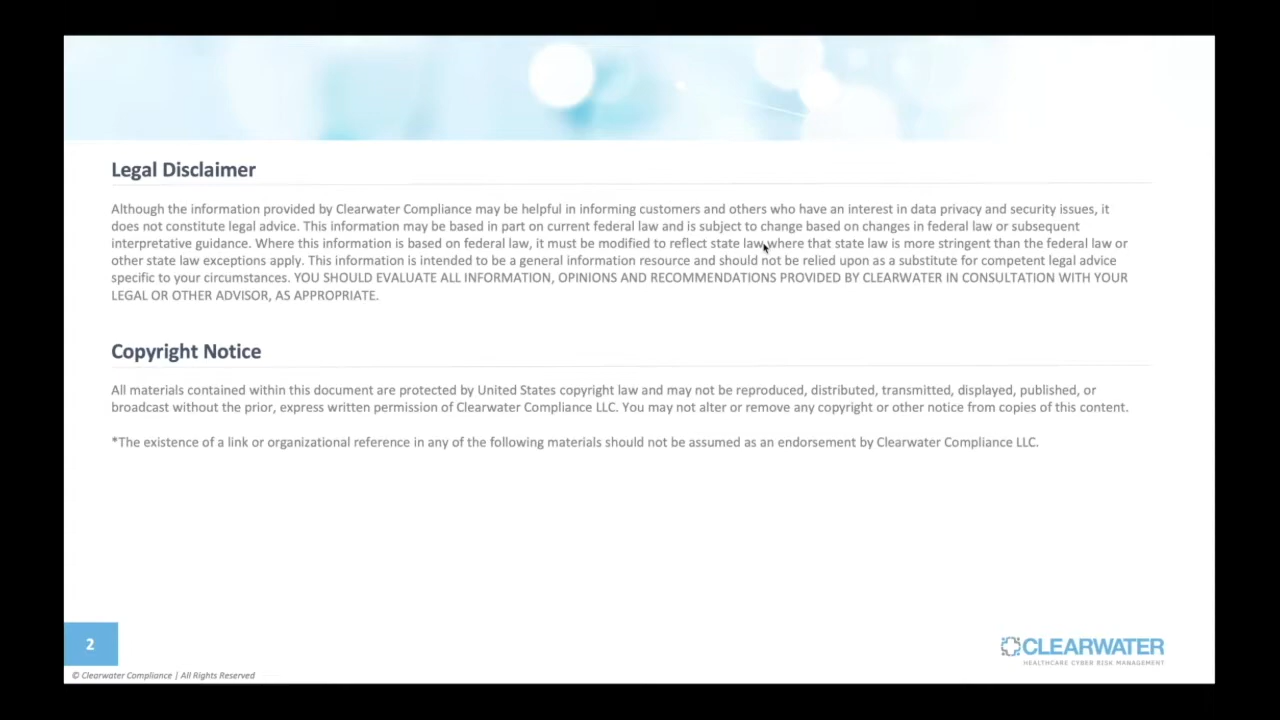 Legal Disclaimer
Although the information provided by Clearwater Compliance may be helpful in informing customers and others who have an interest in data privacy and security issues, it
does not constitute legal advice. This information may be based in part on current federal law and is subject to change based on changes in federal law or subsequent
interpretative guidance. Where this information is based on federal law, it must be modified to reflect state law where that state law is more stringent than the federal law or
other state law exceptions apply. This information is intended to be a general information resource and should not be relied upon as a substitute for competent legal advice
specific to your circumstances. YOU SHOULD EVALUATE ALL INFORMATION, OPINIONS AND RECOMMENDATIONS PROVIDED BY CLEARWATER IN CONSULTATION WITH YOUR
LEGAL OR OTHER ADVISOR, AS APPROPRIATE.
Copyright Notice
All materials contained within this document are protected by United States copyright law and may not be reproduced, distributed, transmitted, displayed, published, or
broadcast without the prior, express written permission of Clearwater Compliance LLC. You may not alter or remove any copyright or other notice from copies of this content.
*The existence of a link or organizational reference in any of the following materials should not be assumed as an endorsement by Clearwater Compliance LLC.
2
CLEARWATER
HEALTHCARE CYBER RISK MANAGEMENT
© Clearwater Compliance | All Rights Reserved